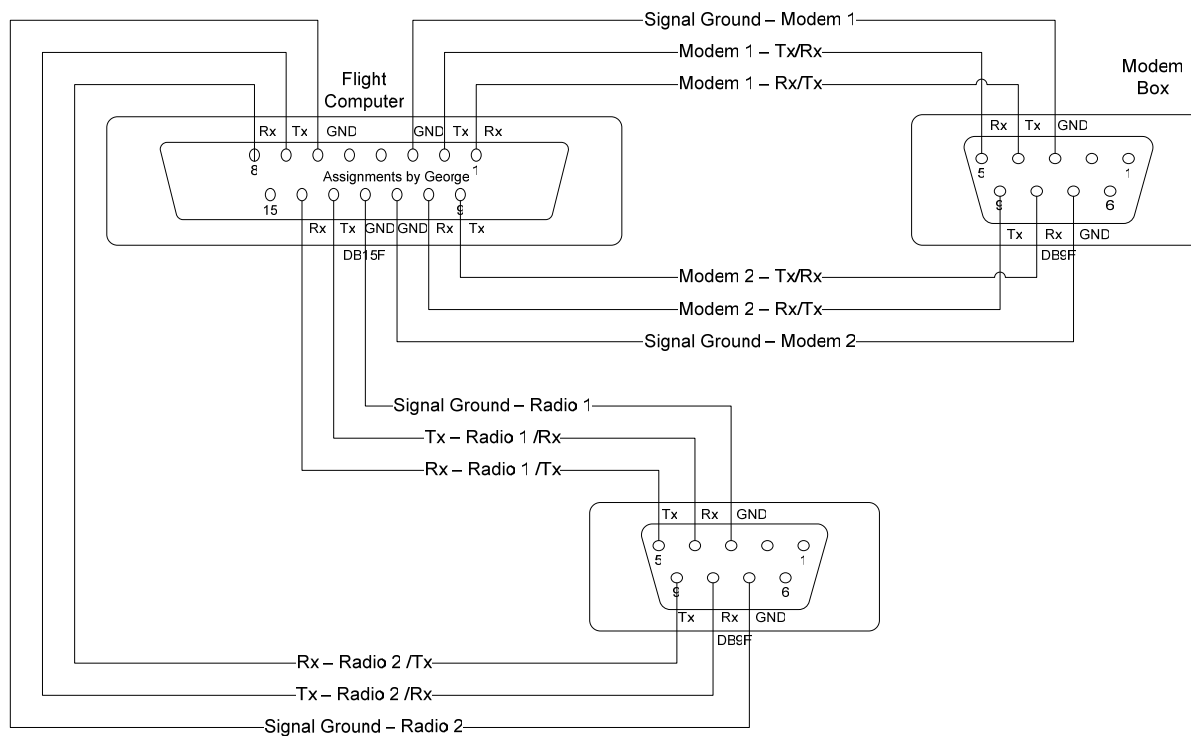 Signal Ground – Modem 1
Modem 1 – Tx/Rx
Modem 1 – Rx/Tx
Flight
Computer
Modem
Box
Rx Tx GND GND Tx Rx
8 1
Assignments by George
15 9
Rx Tx GND GND Rx Tx
DB15F
Rx Tx GND
5 1
9 6
Tx Rx GND
DB9F
Modem 2 – Tx/Rx
Modem 2 – Rx/Tx
Signal Ground – Modem 2
Signal Ground – Radio 1
Tx – Radio 1 /Rx
Rx – Radio 1 /Tx
Tx Rx GND
5 1
9 6
Tx Rx GND
DB9F
Rx – Radio 2 /Tx
Tx – Radio 2 /Rx
Signal Ground – Radio 2